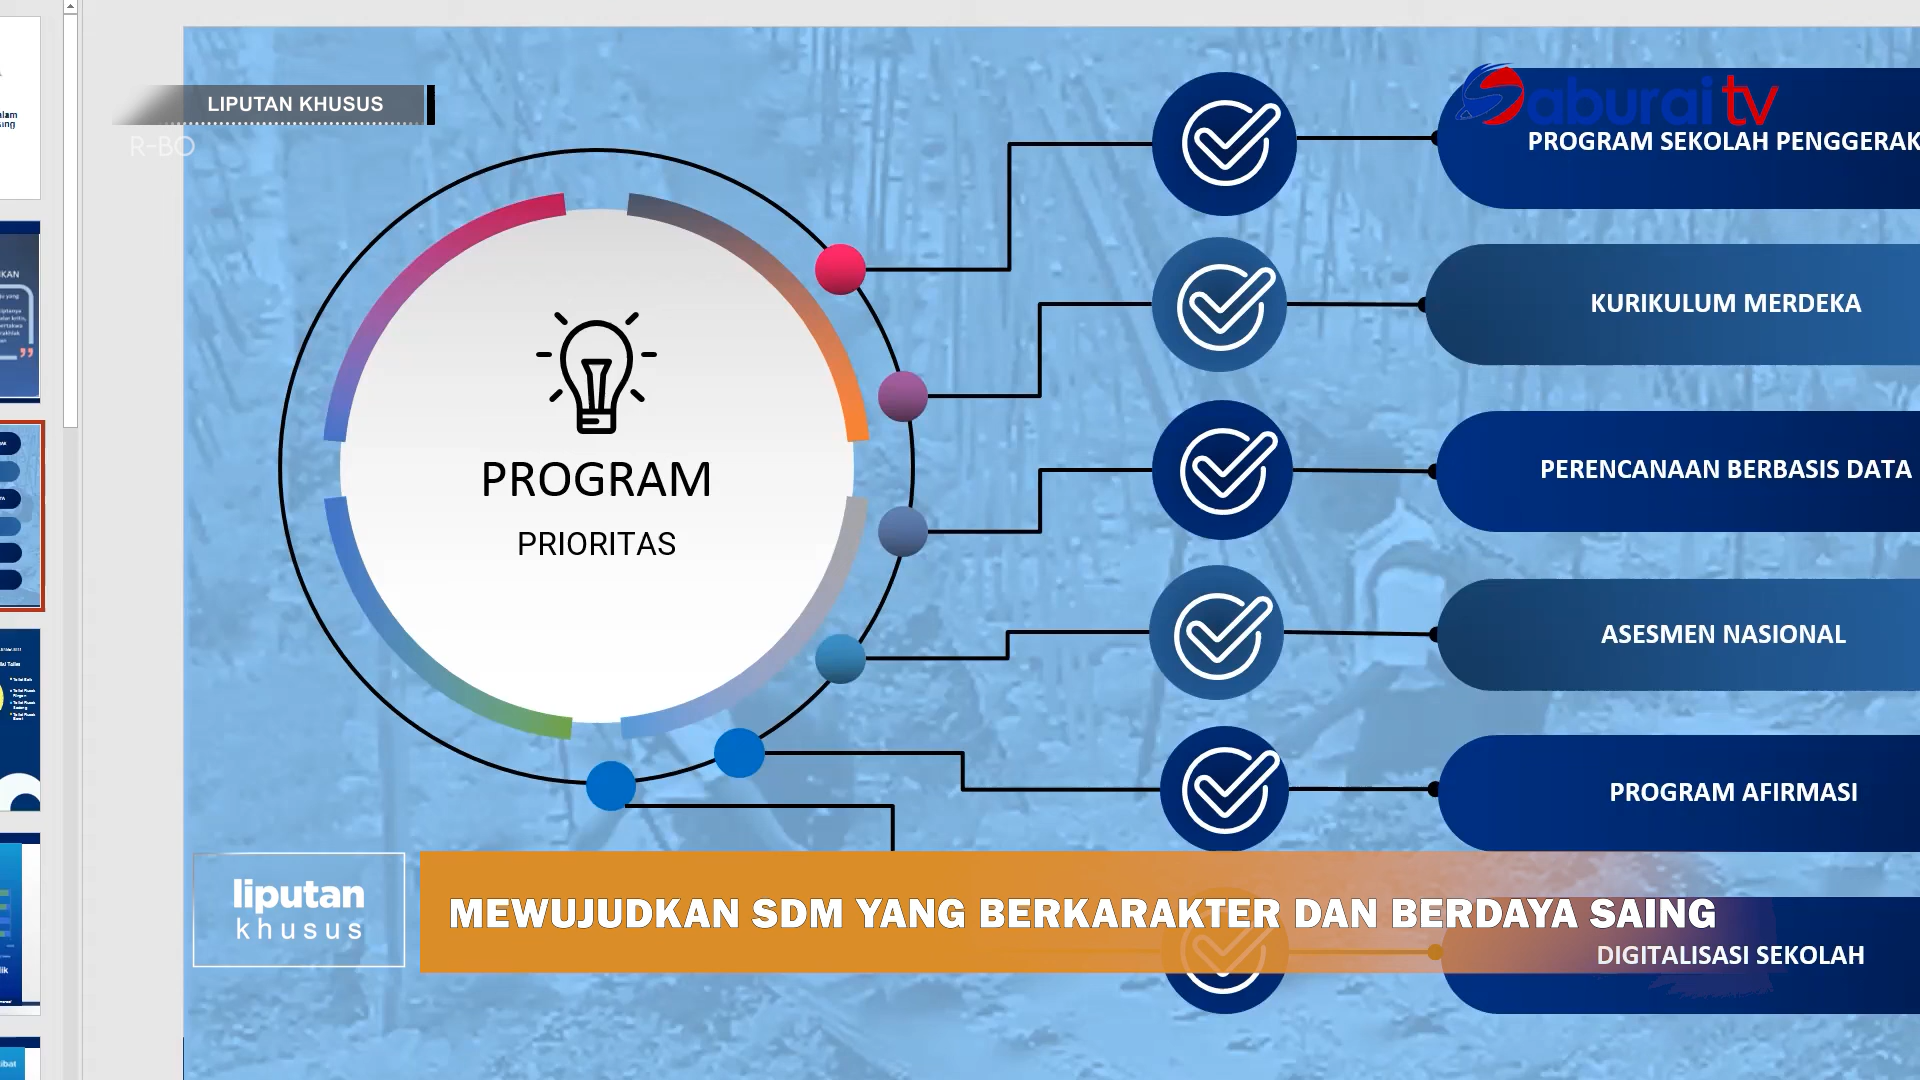 LIPUTAN KHUSUS
R-BO
Saburai tv
PROGRAM SEKOLAH PENGGERAK
KURIKULUM MERDEKA
PERENCANAAN BERBASIS DATA
ASESMEN NASIONAL
PROGRAM AFIRMASI
DIGITALISASI SEKOLAH
PROGRAM
PRIORITAS
liputan
khusus
MEWUJUDKAN SDM YANG BERKARAKTER DAN BERDAYA SAING